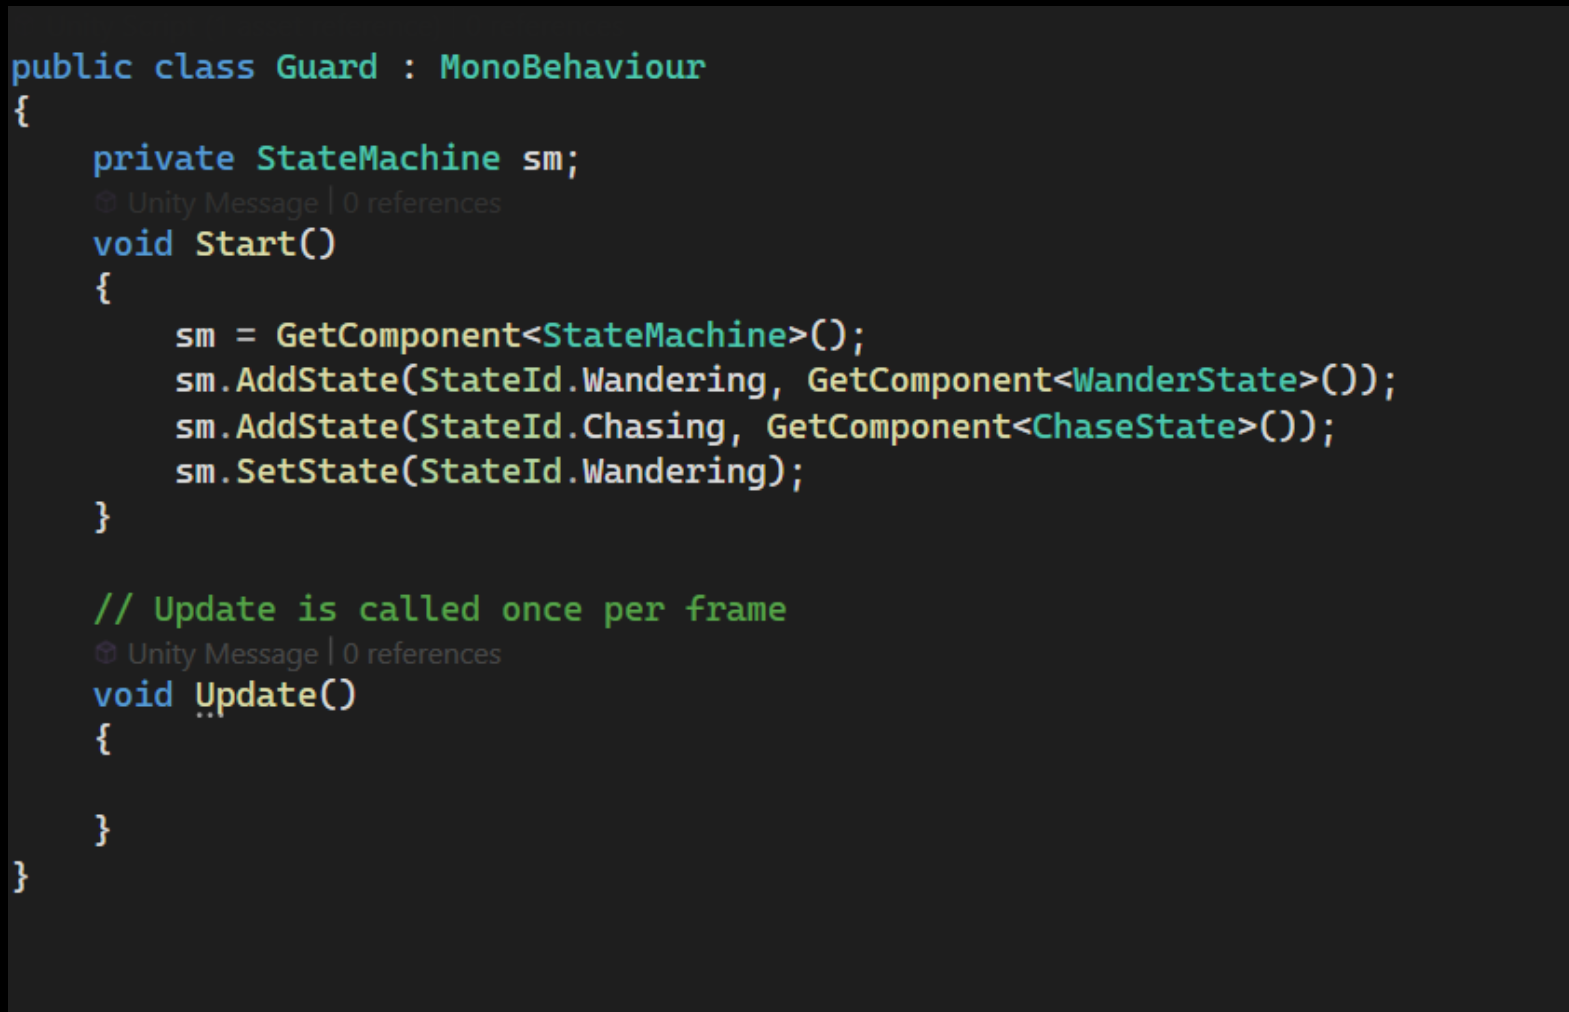 public class Guard : MonoBehaviour
{
    private StateMachine sm;
    Unity Message | 0 references
    void Start()
    {
        sm = GetComponent<StateMachine>();
        sm.AddState(StateId.Wandering, GetComponent<WanderState>());
        sm.AddState(StateId.Chasing, GetComponent<ChaseState>());
        sm.SetState(StateId.Wandering);
    }

    // Update is called once per frame
    Unity Message | 0 references
    void Update()
    {

    }
}